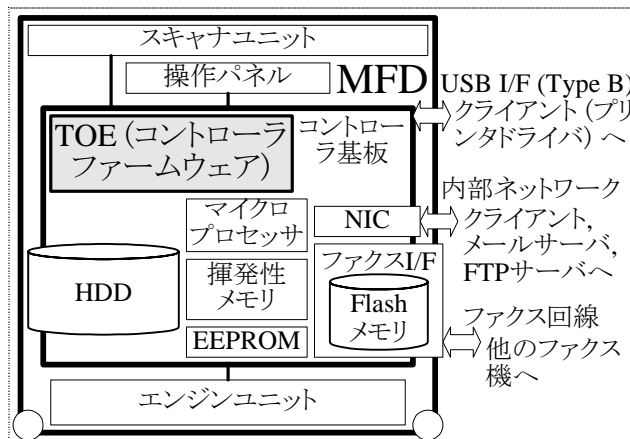 スキャナユニット
操作パネル
MFD
USB I/F (Type B)
クライアント (プリ
ンタドライバ) へ
TOE (コントローラ
ファームウェア)
コントロー
ラ基板
マイクロ
プロセッサ
NIC
内部ネットワーク
クライアント,
メールサーバ,
FTPサーバへ
HDD
揮発性
メモリ
ファクスI/F
Flash
メモリ
EEPROM
ファクス回線
他のファクス
機へ
エンジンユニット